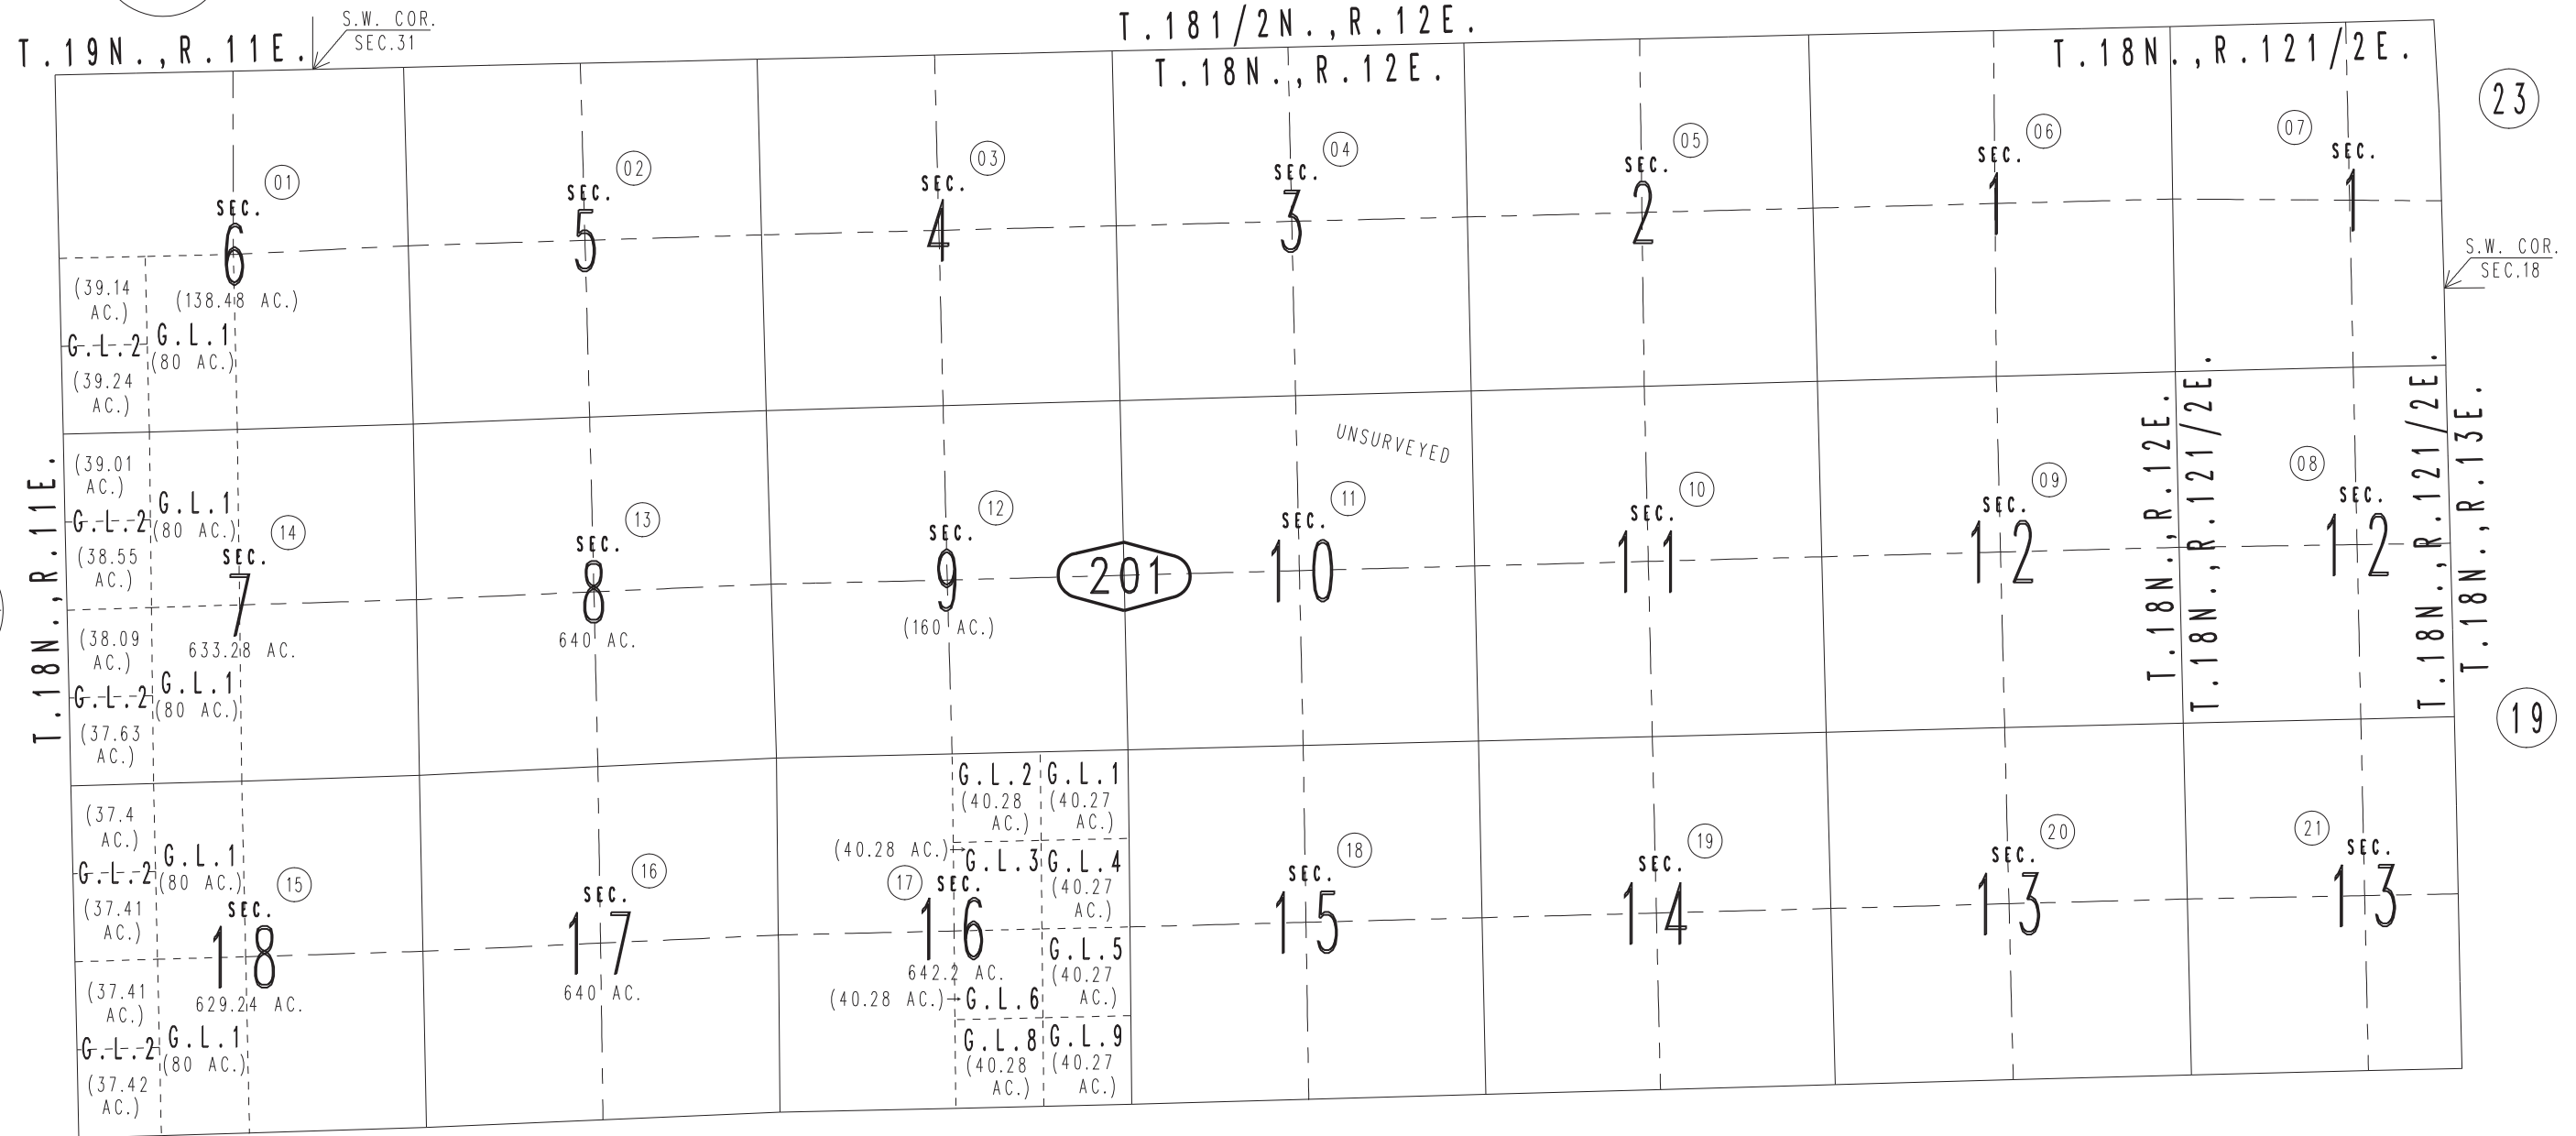 S.W. COR.
SEC.31
T.19N.,R.11E.
T.181/2N.,R.12E.
T.18N.,R.12E.
T.18N.,R.121/2E.
23
01
SEC.
6
(138.48 AC.)
02
SEC.
5
03
SEC.
4
04
SEC.
3
05
SEC.
2
06
SEC.
1
07
SEC.
1
S.W. COR.
SEC.18
(39.14
AC.)
G.L.2
(39.24
AC.)
G.L.1
(80 AC.)
T.18N.,R.11E.
(39.01
AC.)
G.L.2
(38.55
AC.)
G.L.1
(80 AC.)
14
SEC.
7
633.28 AC.
(38.09
AC.)
G.L.2
(37.63
AC.)
G.L.1
(80 AC.)
13
SEC.
8
640 AC.
12
SEC.
9
(160 AC.)
201
UNSURVEYED
11
SEC.
10
10
SEC.
11
09
SEC.
12
T.18N.,R.12E.
T.18N.,R.121/2E.
08
SEC.
12
T.18N.,R.121/2E.
T.18N.,R.13E.
19
(37.4
AC.)
G.L.2
(37.41
AC.)
G.L.1
(80 AC.)
15
SEC.
18
629.24 AC.
(37.41
AC.)
G.L.2
(37.42
AC.)
G.L.1
(80 AC.)
16
SEC.
17
640 AC.
G.L.2
(40.28
AC.)
G.L.1
(40.27
AC.)
(40.28 AC.)
G.L.3
G.L.4
(40.27
AC.)
17
SEC.
16
642.2 AC.
G.L.5
(40.27
AC.)
(40.28 AC.)
G.L.6
G.L.8
(40.28
AC.)
G.L.9
(40.27
AC.)
18
SEC.
15
19
SEC.
14
20
SEC.
13
21
SEC.
13